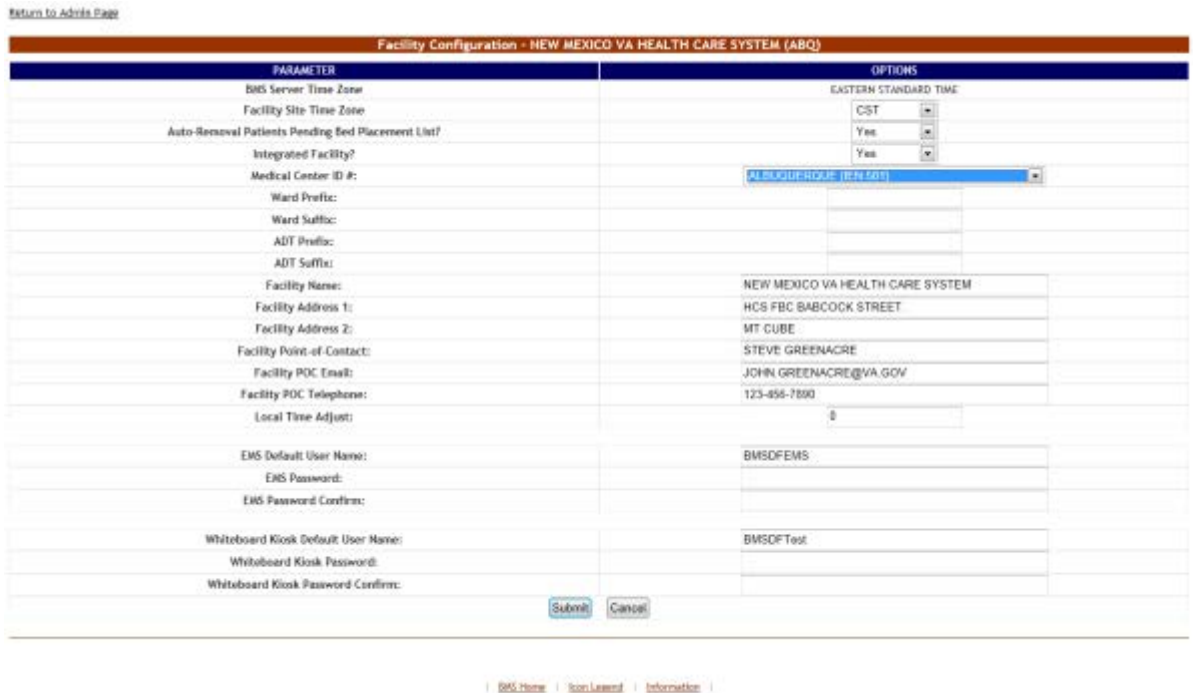 Return to Admin Page
Facility Configuration - NEW MEXICO VA HEALTH CARE SYSTEM (ABQ)
PARAMETER OPTIONS
BMS Server Time Zone EASTERN STANDARD TIME
Facility Site Time Zone CST
Auto-Removal Patients Pending Bed Placement List? Yes
Integrated Facility? Yes
Medical Center ID #: ALBUQUERQUE (IEN:501)
Ward Prefix:
Ward Suffix:
ADT Prefix:
ADT Suffix:
Facility Name: NEW MEXICO VA HEALTH CARE SYSTEM
Facility Address 1: HCS FBC BABCOCK STREET
Facility Address 2: MT CUBE
Facility Point-of-Contact: STEVE GREENACRE
Facility POC Email: JOHN.GREENACRE@VA.GOV
Facility POC Telephone: 123-456-7890
Local Time Adjust: 0
EMS Default User Name: BMSDFEMS
EMS Password:
EMS Password Confirm:
Whiteboard Kiosk Default User Name: BMSDFTest
Whiteboard Kiosk Password:
Whiteboard Kiosk Password Confirm:
Submit Cancel
| BMS Home | Icon Legend | Information |